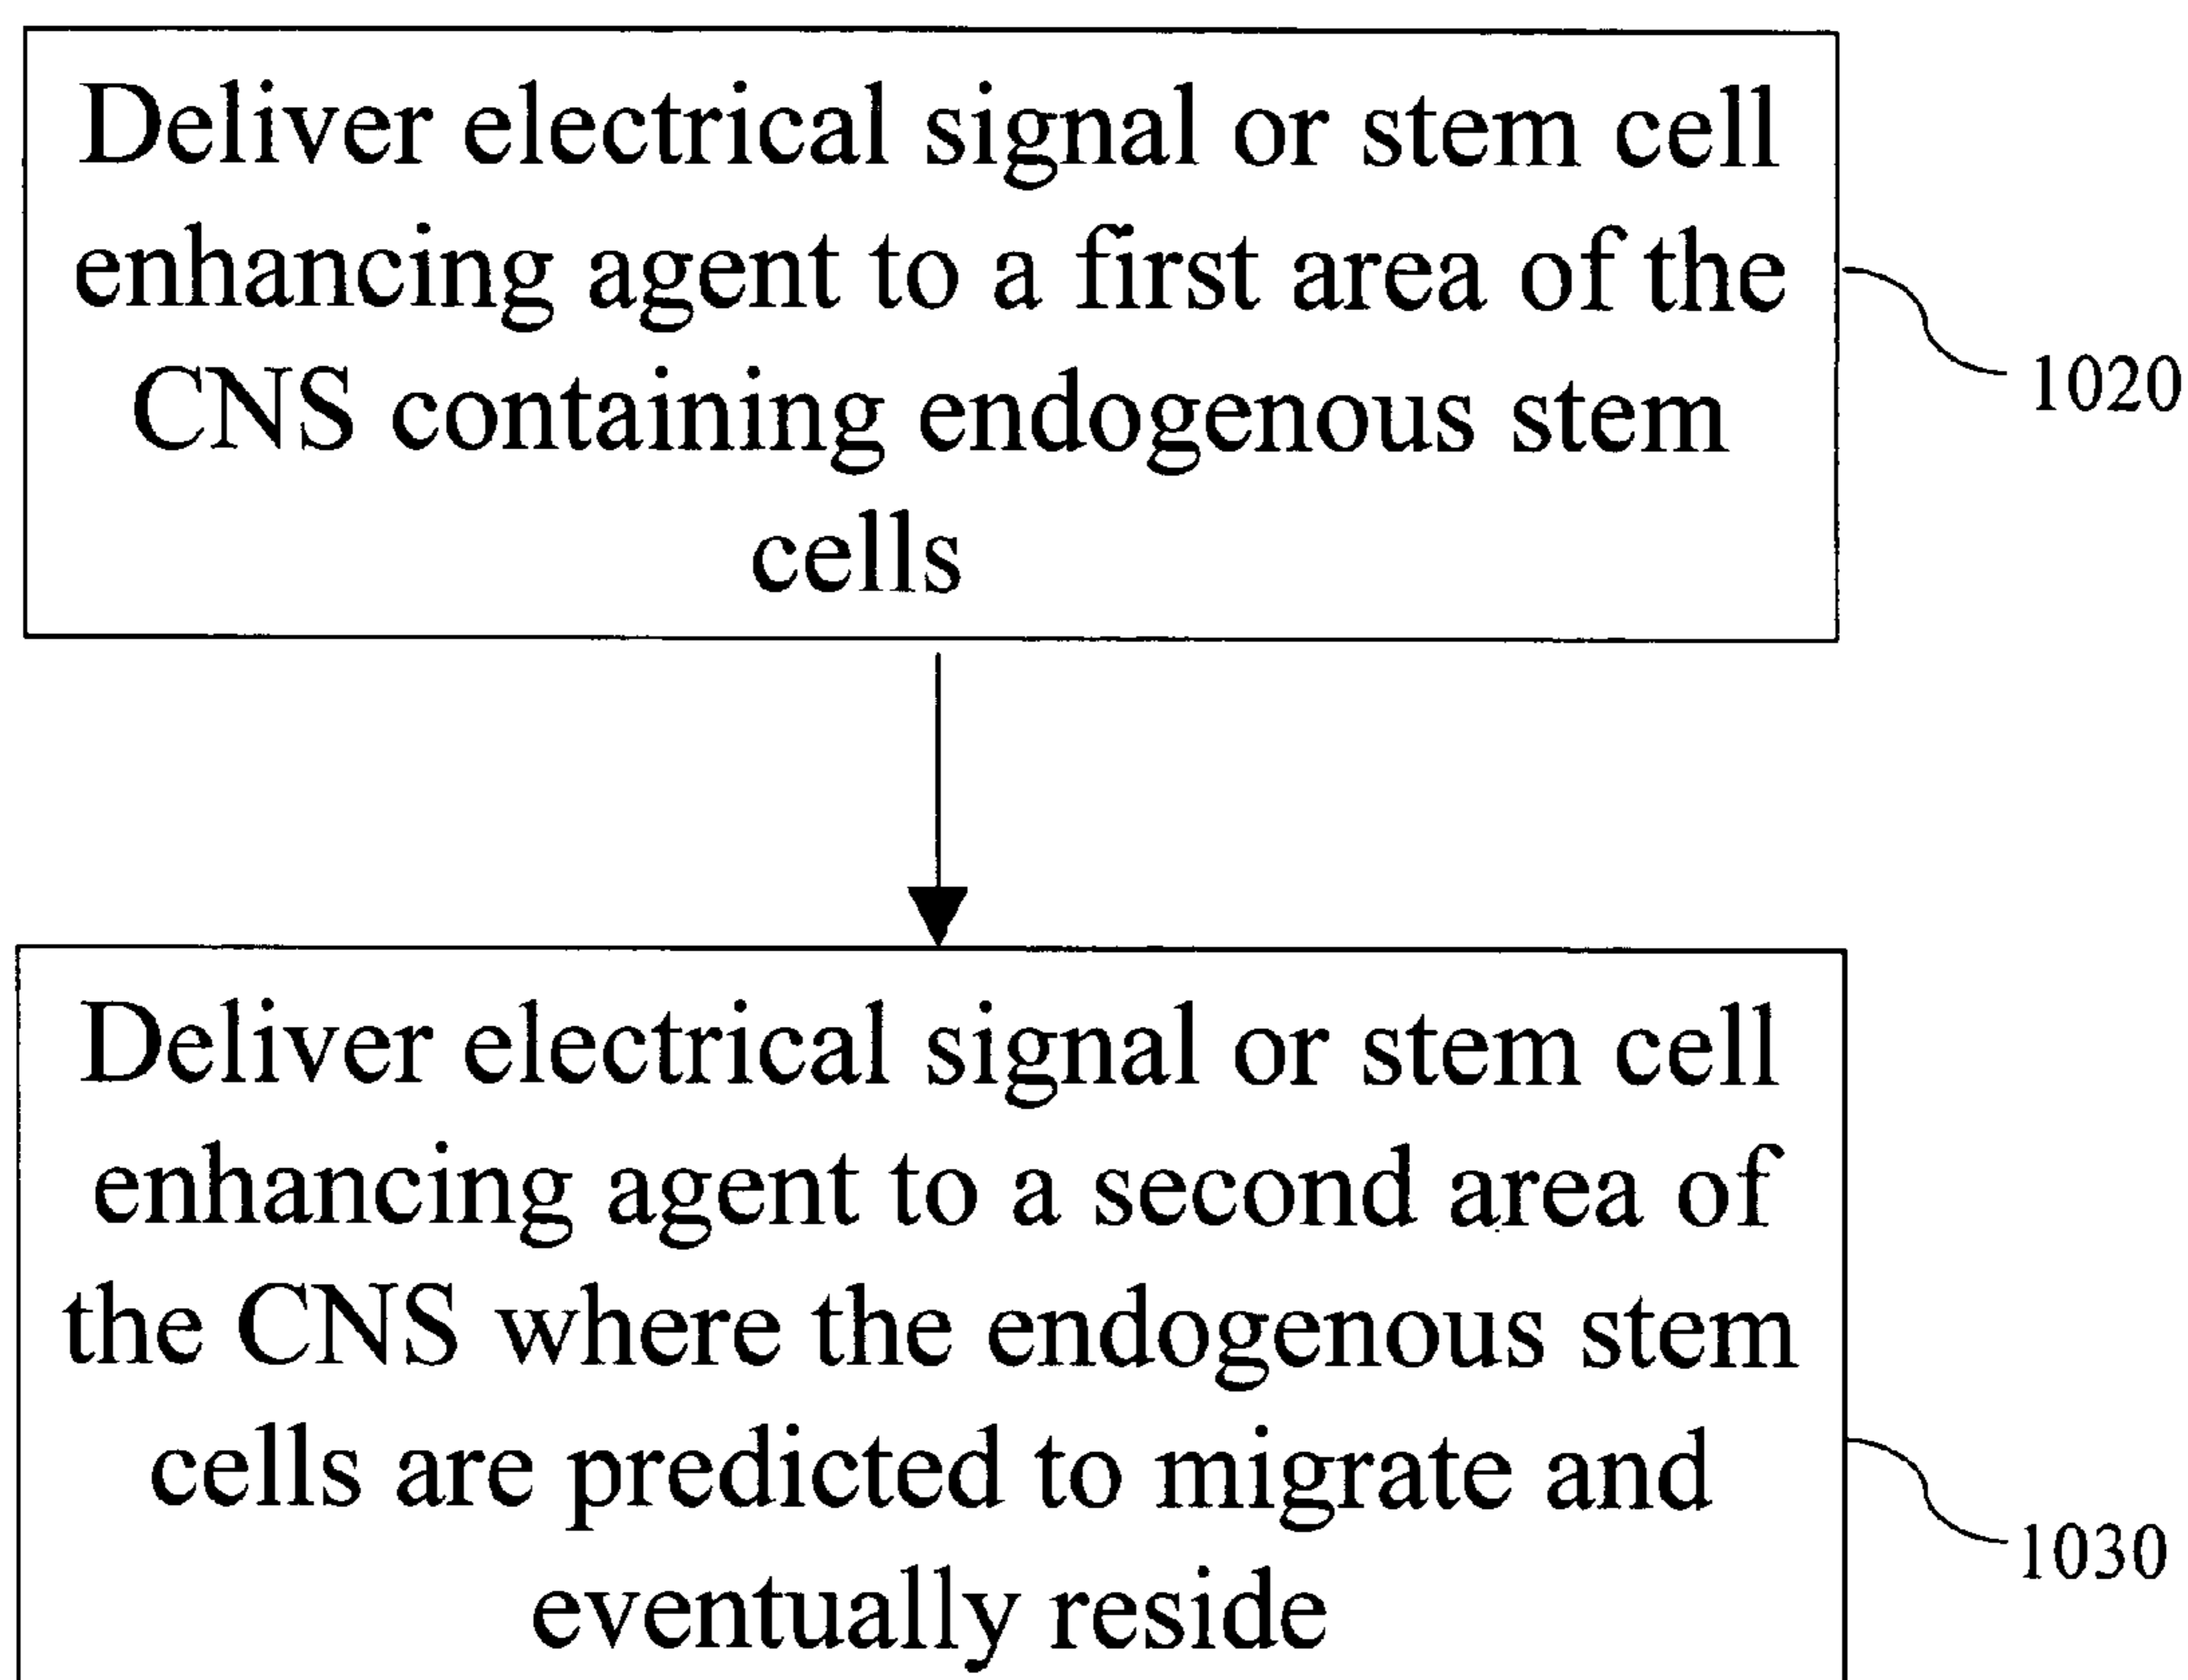 Deliver electrical signal or stem cell
enhancing agent to a first area of the
CNS containing endogenous stem
cells
1020
Deliver electrical signal or stem cell
enhancing agent to a second area of
the CNS where the endogenous stem
cells are predicted to migrate and
eventually reside
1030